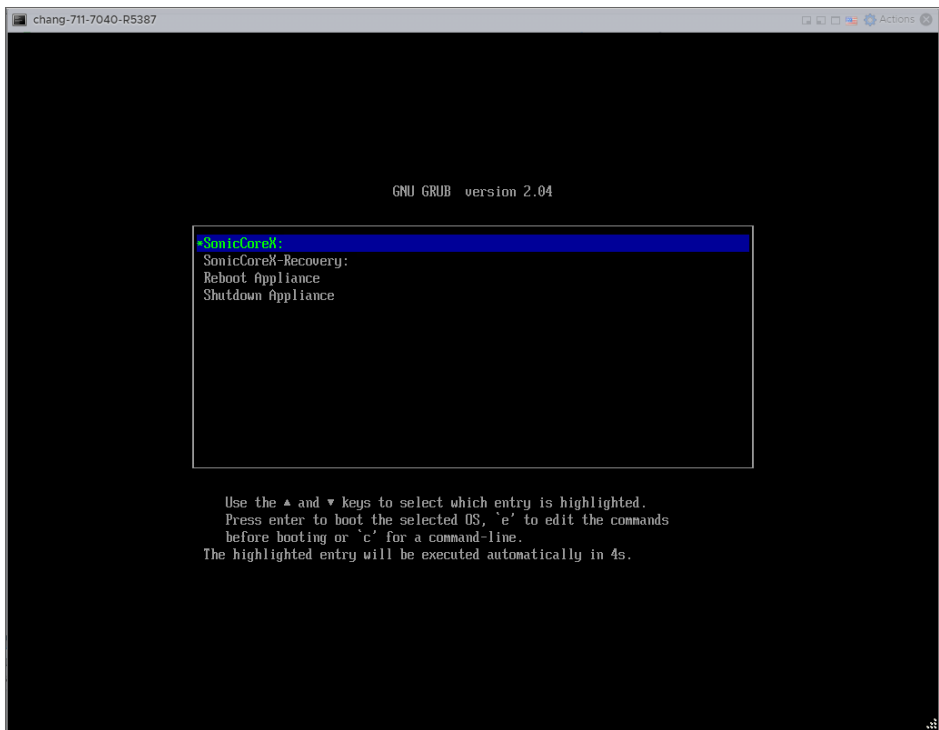 chang-711-7040-R5387
Actions
GNU GRUB version 2.04
*SonicCoreX:
SonicCoreX-Recovery:
Reboot Appliance
Shutdown Appliance
Use the ▲ and ▼ keys to select which entry is highlighted.
Press enter to boot the selected OS, `e' to edit the commands
before booting or `c' for a command-line.
The highlighted entry will be executed automatically in 4s.